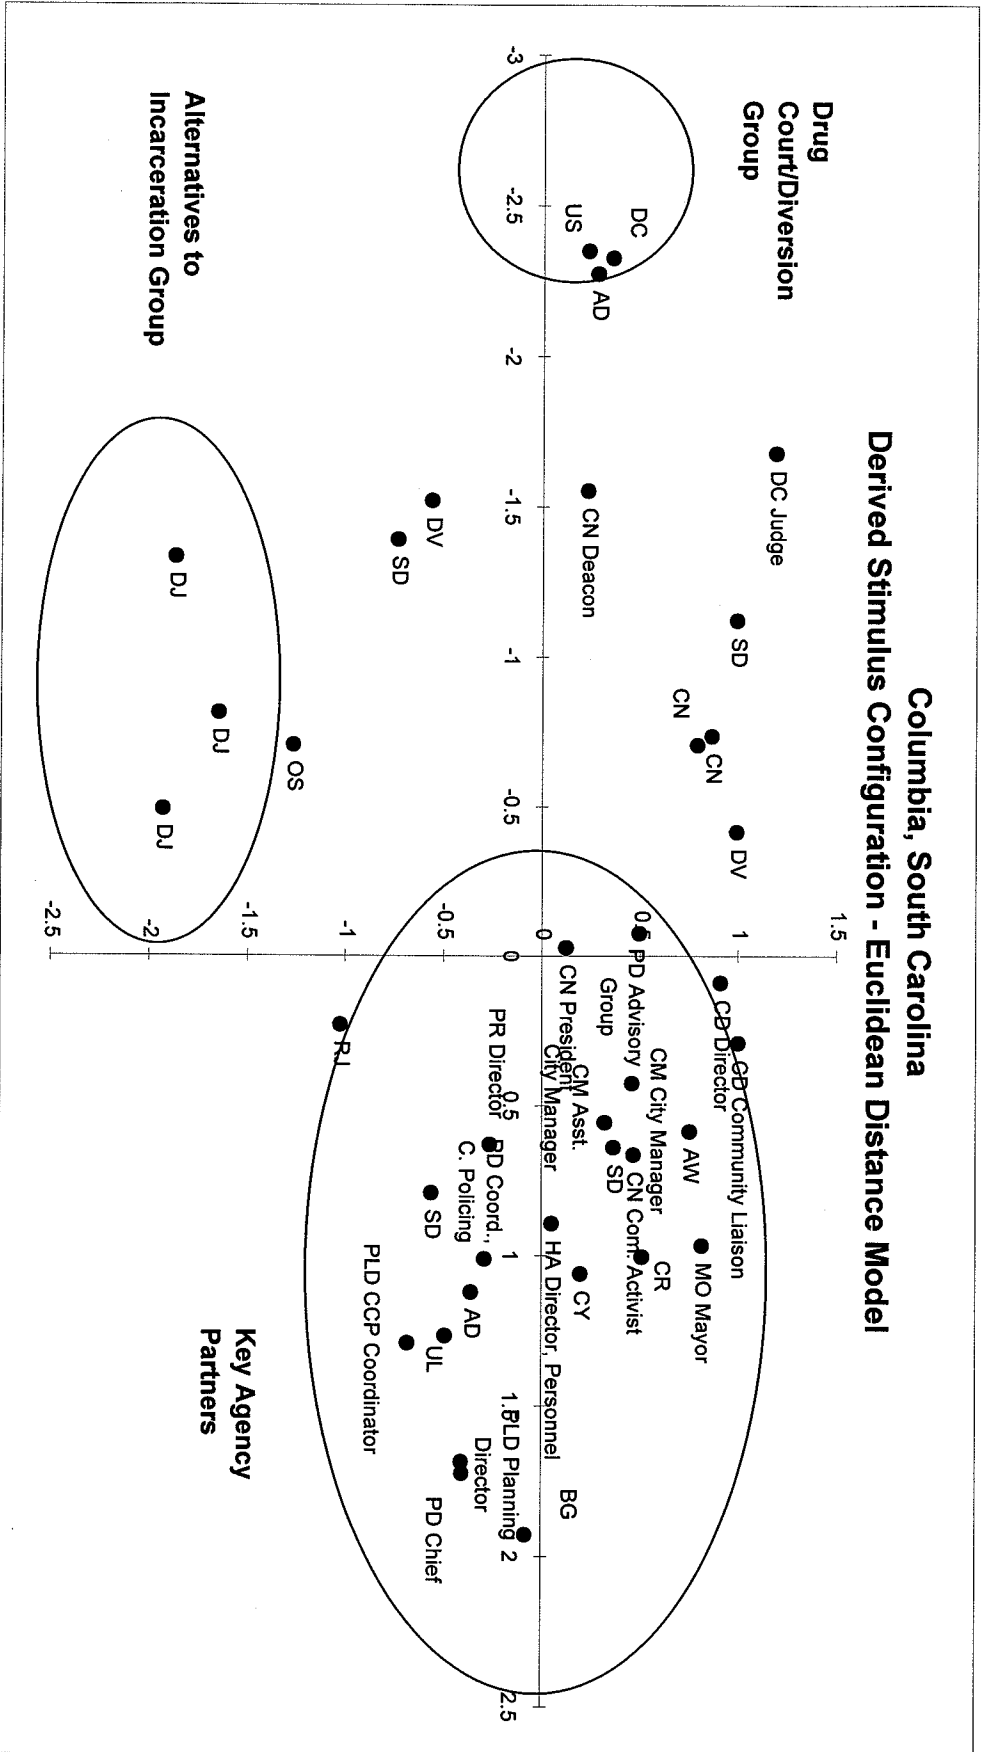 Columbia, South Carolina
Derived Stimulus Configuration - Euclidean Distance Model
Drug
Court/Diversion
Group
1.5
1
0.5
0
-0.5
-1
-1.5
-2
-2.5
-3
-2.5
-2
-1.5
-1
-0.5
0
0.5
1
1.5
2
2.5
DC Judge
SD
CN
CN
DV
DC
US
AD
CN Deacon
DV
SD
DJ
DJ
OS
DJ
CD Community Liaison
CD Director
AW
MO Mayor
CM City Manager
PD Advisory
Group
CR
CN Com. Activist
SD
CM Asst.
City Manager
CN President
CY
HA Director, Personnel
BG
PR Director
PD Coord.,
C. Policing
PLD Planning
Director
SD
AD
UL
PD Chief
PLD CCP Coordinator
RJ
Alternatives to
Incarceration Group
Key Agency
Partners